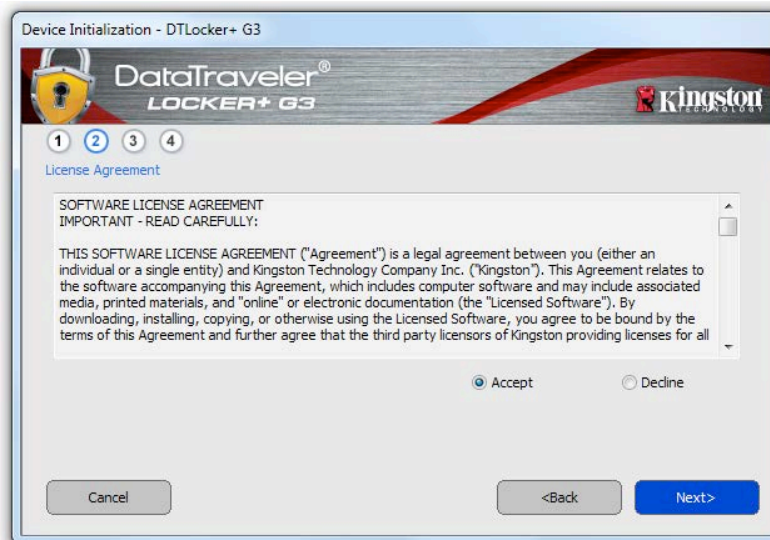 Device Initialization - DTLocker+ G3
DataTraveler®
LOCKER+ G3
Kingston
TECHNOLOGY
1 2 3 4
License Agreement
SOFTWARE LICENSE AGREEMENT
IMPORTANT - READ CAREFULLY:
THIS SOFTWARE LICENSE AGREEMENT ("Agreement") is a legal agreement between you (either an
individual or a single entity) and Kingston Technology Company Inc. ("Kingston"). This Agreement relates to
the software accompanying this Agreement, which includes computer software and may include associated
media, printed materials, and "online" or electronic documentation (the "Licensed Software"). By
downloading, installing, copying, or otherwise using the Licensed Software, you agree to be bound by the
terms of this Agreement and further agree that the third party licensors of Kingston providing licenses for all
Accept Decline
Cancel <Back Next>